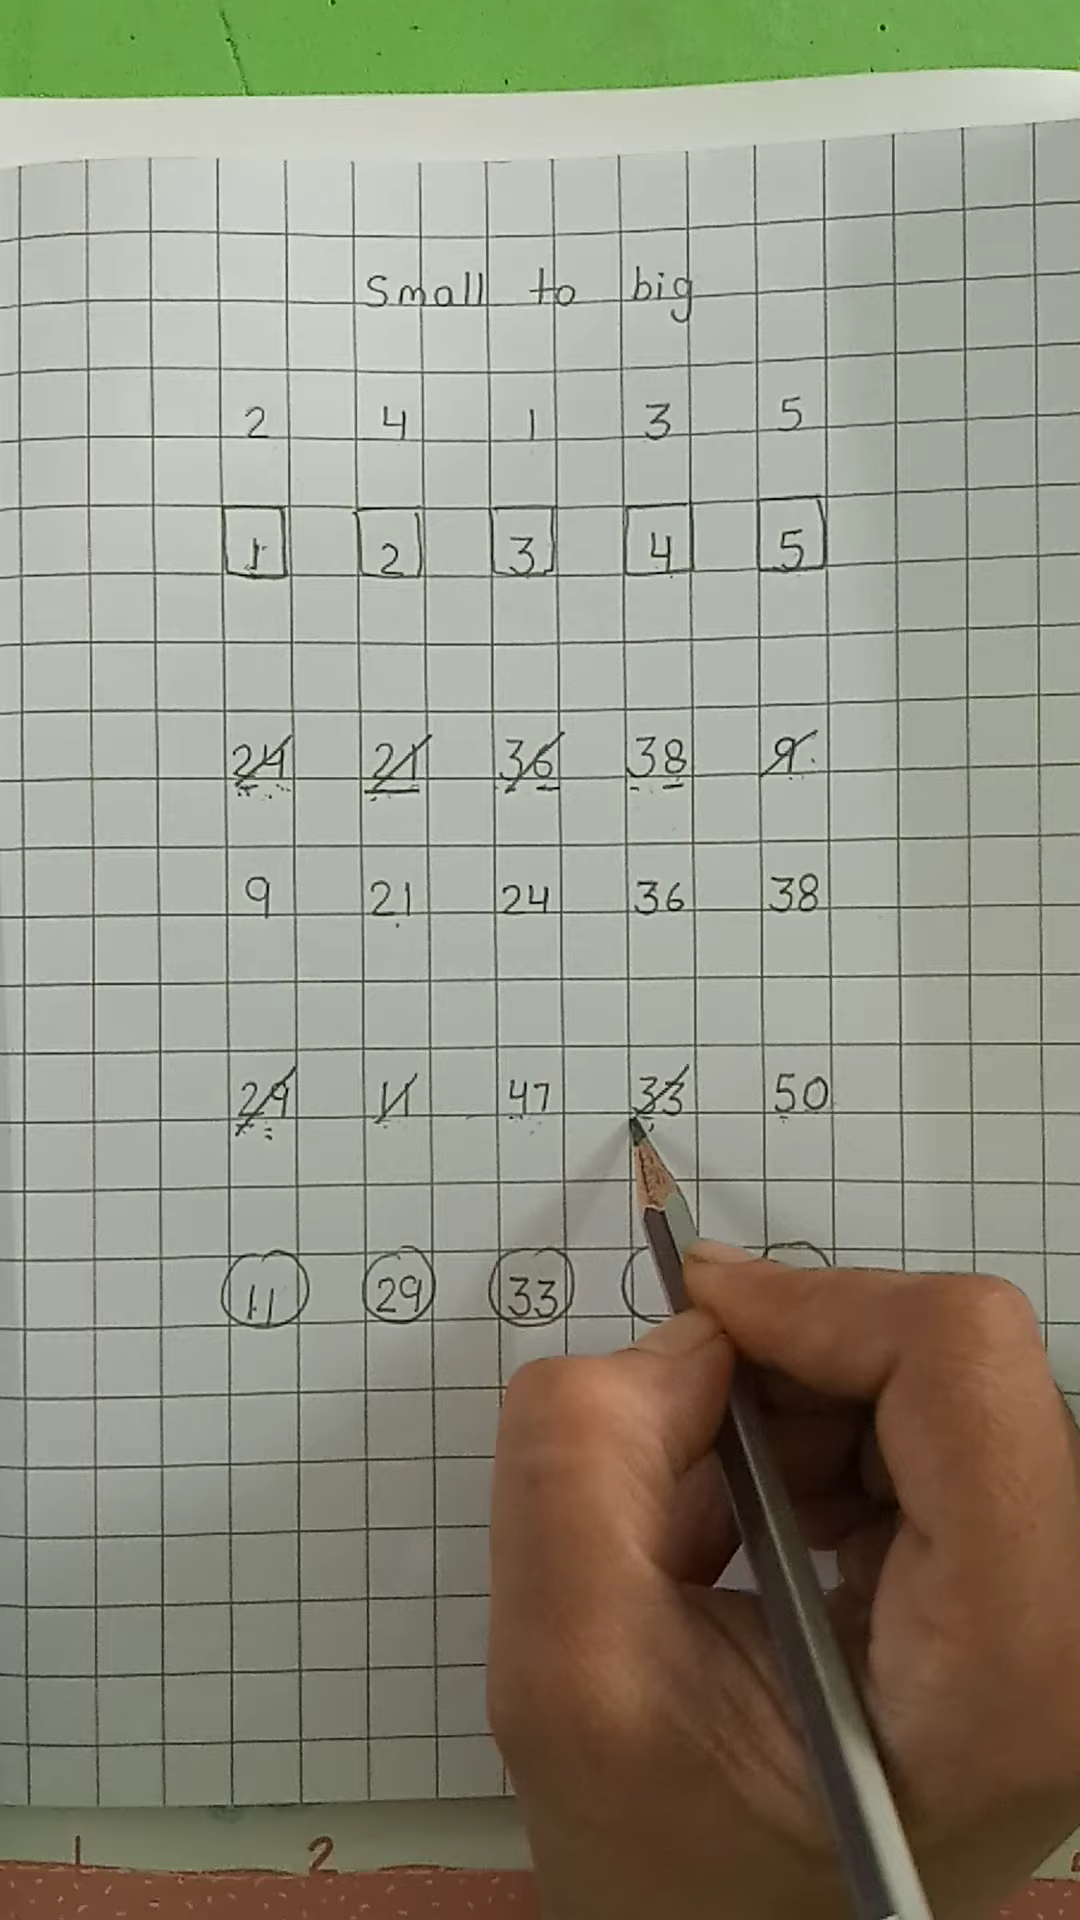 Small to big
2 4 1 3 5
1 2 3 4 5
24 21 36 38 9
9 21 24 36 38
29 11 47 33 50
11 29 33
1 2